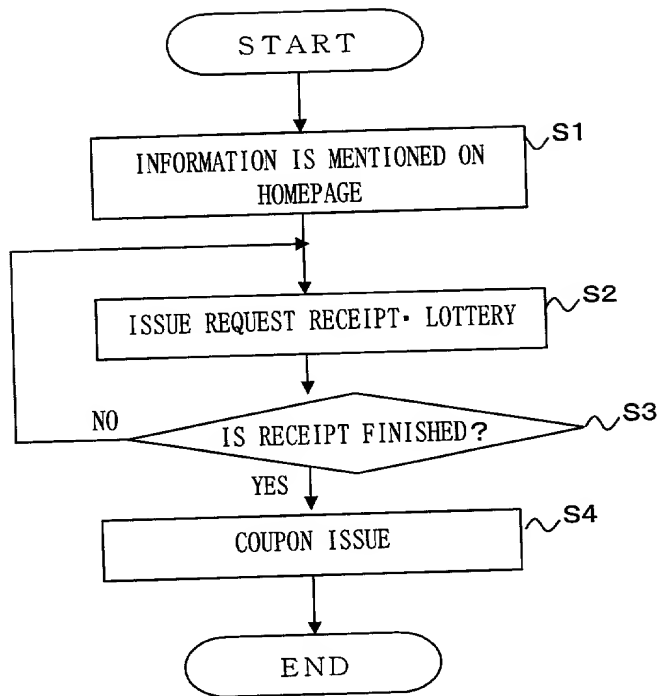 START
S1
INFORMATION IS MENTIONED ON
HOMEPAGE
S2
ISSUE REQUEST RECEIPT· LOTTERY
S3
IS RECEIPT FINISHED?
NO
YES
S4
COUPON ISSUE
END